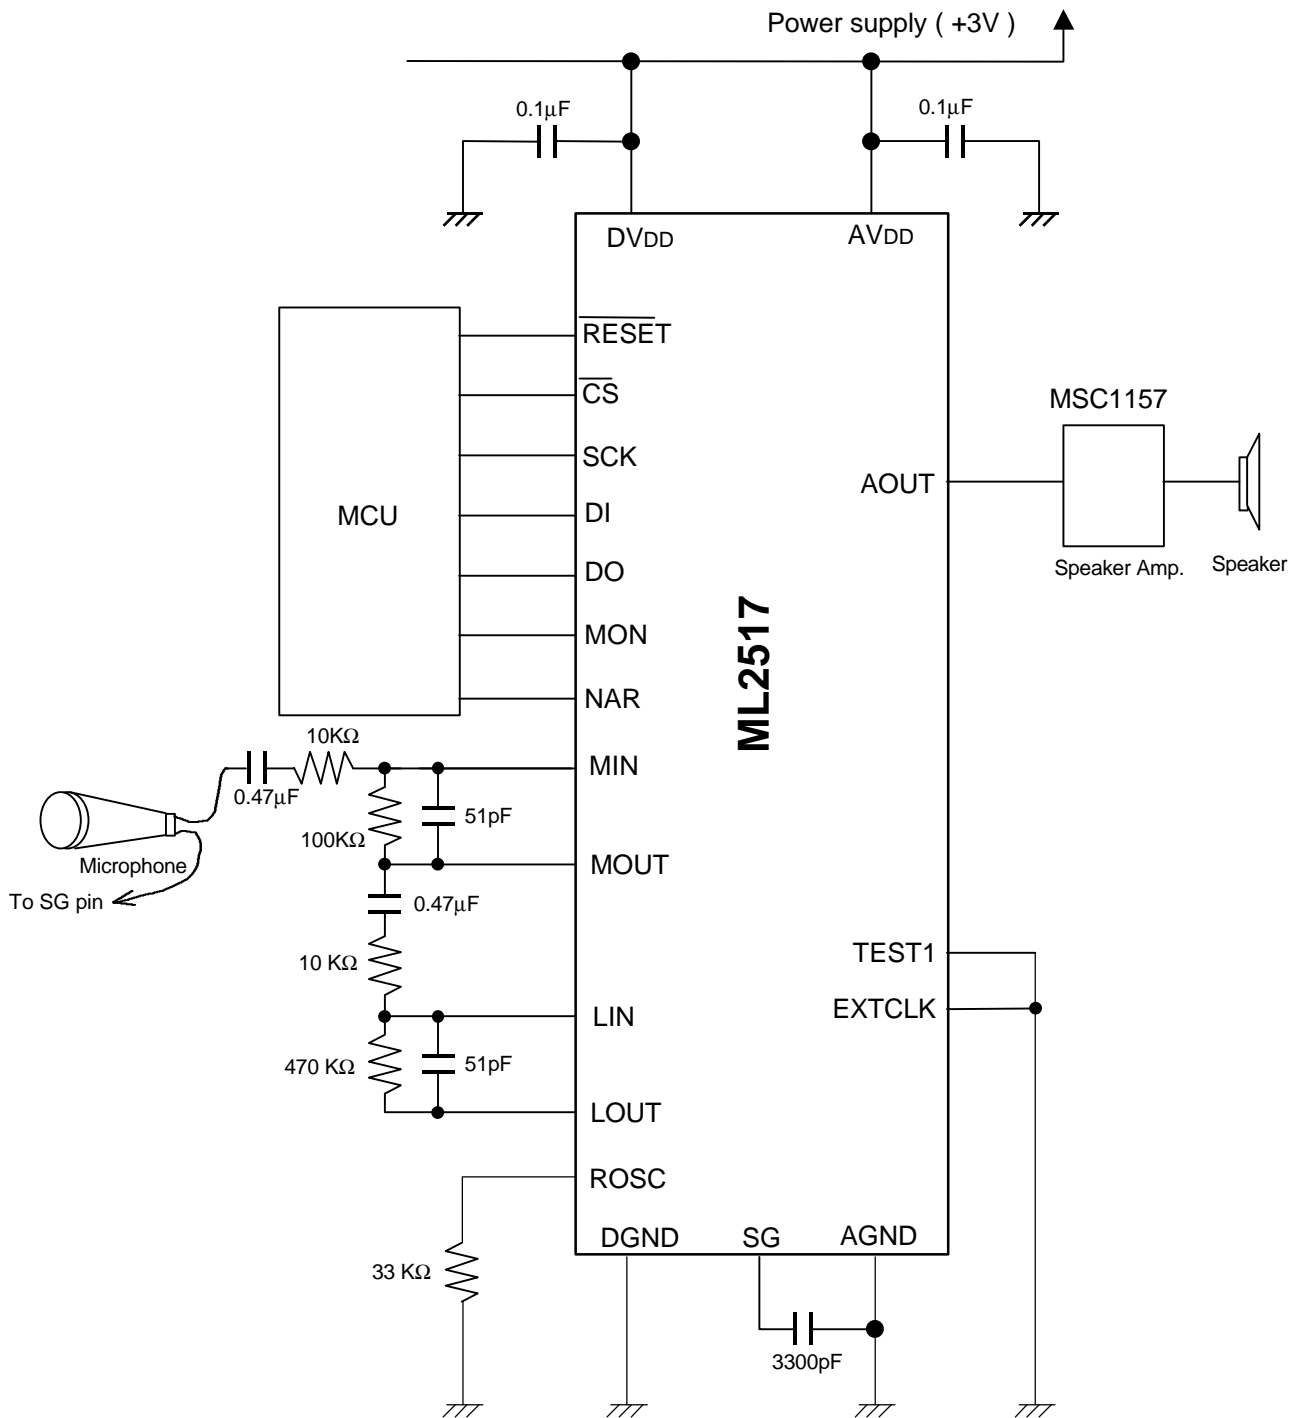 Power supply ( +3V )
0.1μF
0.1μF
DVDD
AVDD
RESET
CS
SCK
DI
DO
MON
NAR
MCU
MSC1157
AOUT
Speaker Amp.
Speaker
ML2517
10KΩ
MIN
0.47μF
100KΩ
51pF
Microphone
MOUT
To SG pin
0.47μF
10 KΩ
TEST1
EXTCLK
LIN
470 KΩ
51pF
LOUT
ROSC
DGND
SG
AGND
33 KΩ
3300pF